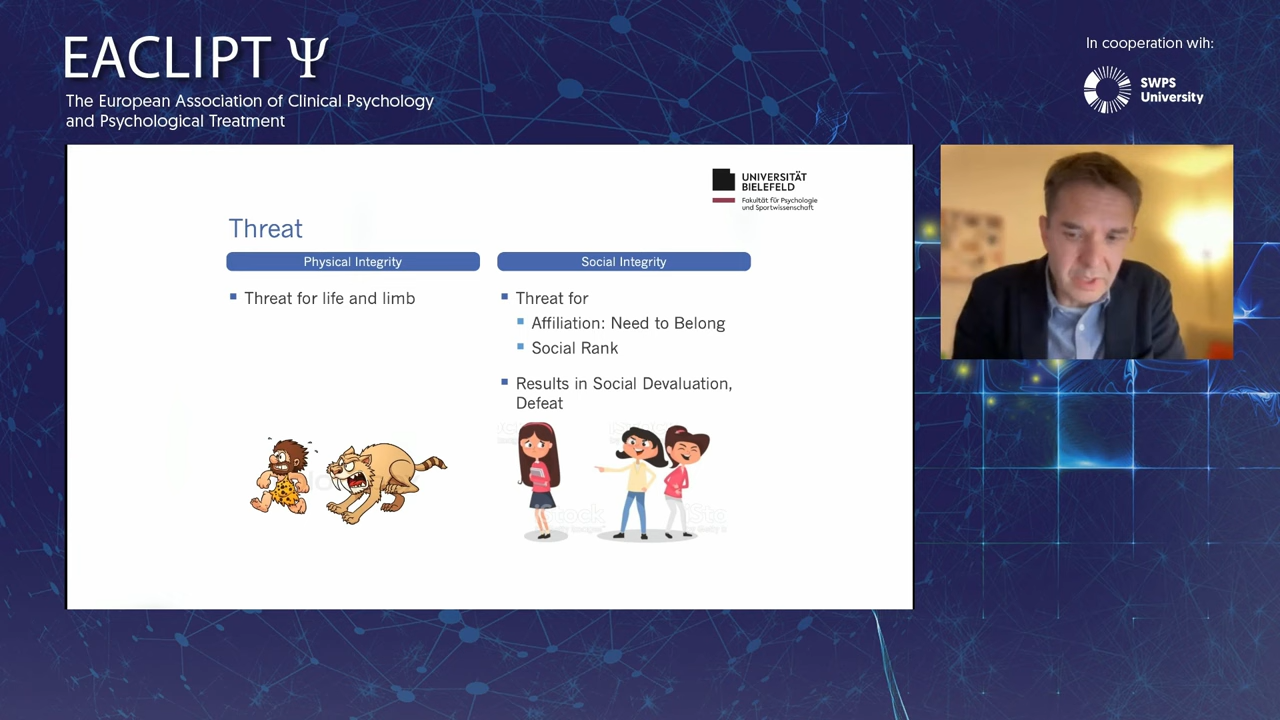 EACLIPT Ψ
The European Association of Clinical Psychology
and Psychological Treatment
In cooperation wih:
SWPS
University
UNIVERSITÄT
BIELEFELD
Fakultät für Psychologie
und Sportwissenschaft
Threat
Physical Integrity
Social Integrity
Threat for life and limb
Threat for
Affiliation: Need to Belong
Social Rank
Results in Social Devaluation,
Defeat